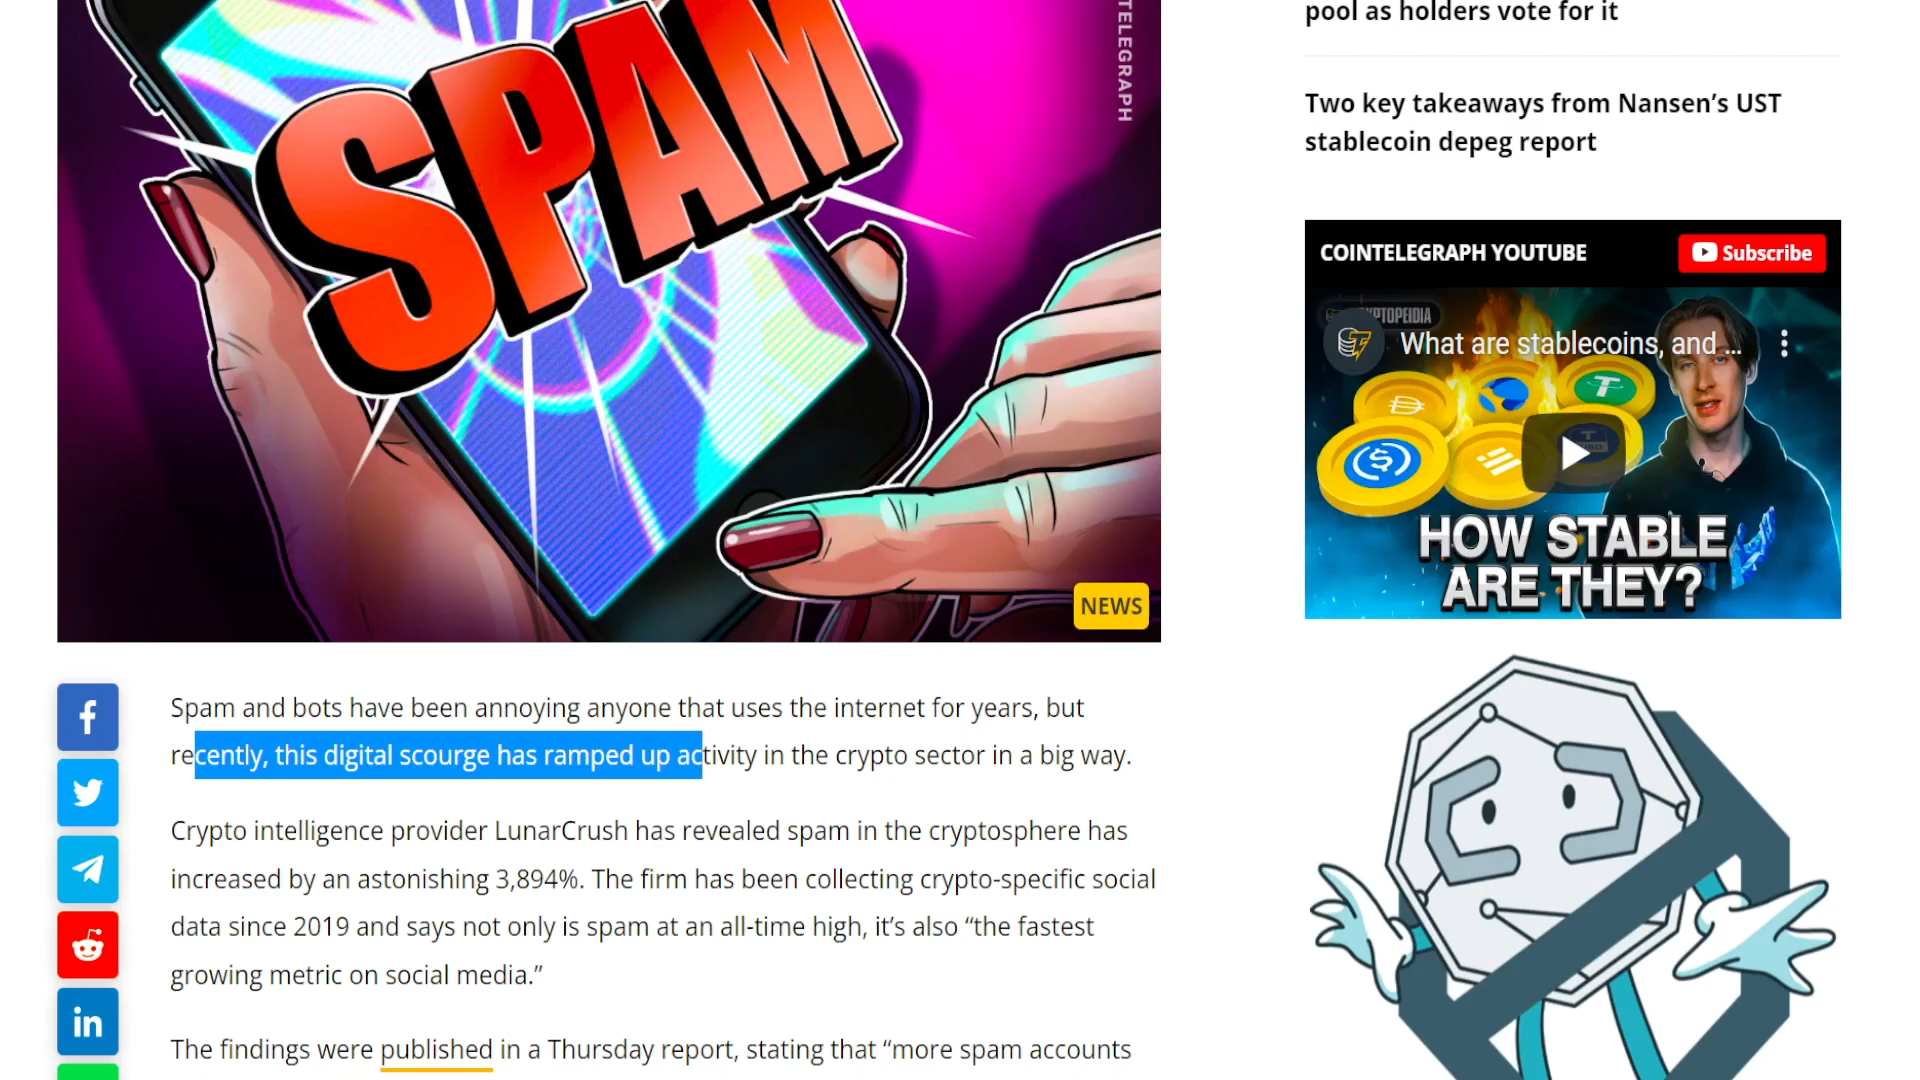 TELEGRAPH
SPAM
NEWS
Spam and bots have been annoying anyone that uses the internet for years, but
recently, this digital scourge has ramped up activity in the crypto sector in a big way.
Crypto intelligence provider LunarCrush has revealed spam in the cryptosphere has
increased by an astonishing 3,894%. The firm has been collecting crypto-specific social
data since 2019 and says not only is spam at an all-time high, it’s also “the fastest
growing metric on social media.”
The findings were published in a Thursday report, stating that “more spam accounts
pool as holders vote for it
Two key takeaways from Nansen’s UST
stablecoin depeg report
COINTELEGRAPH YOUTUBE
Subscribe
What are stablecoins, and ...
HOW STABLE
ARE THEY?